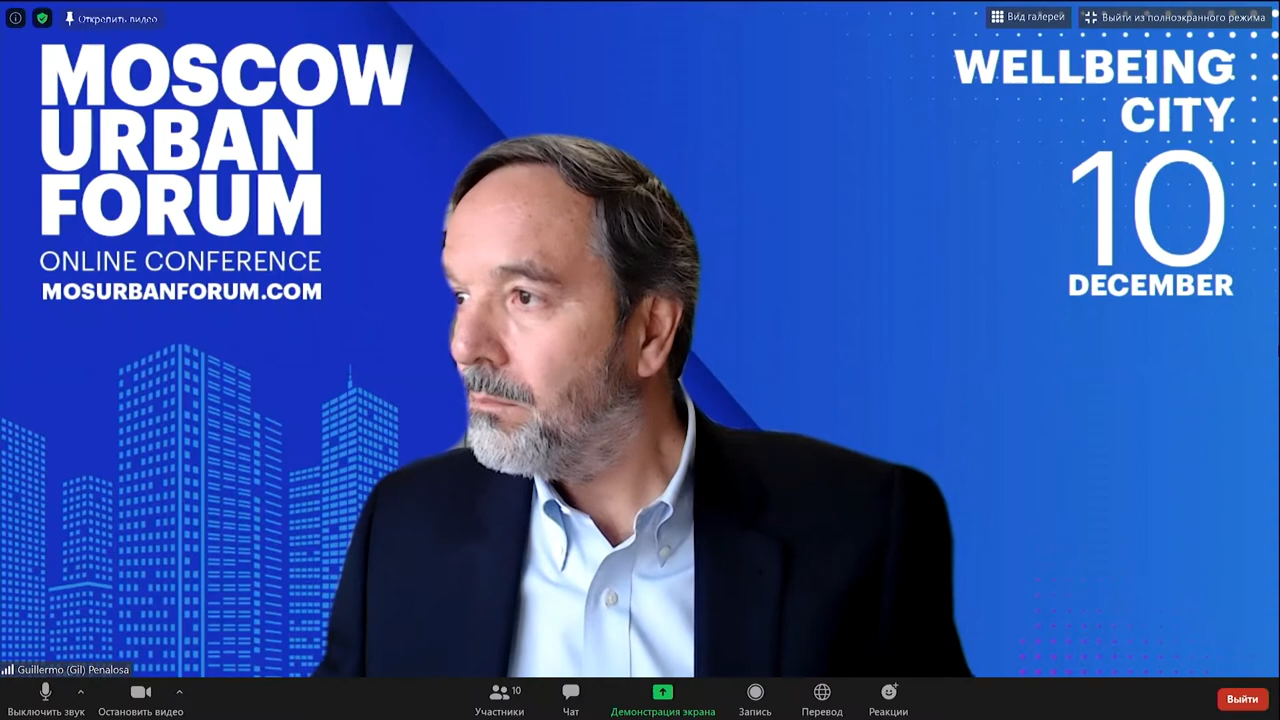 Открепить видео
Вид галерей
Выйти из полноэкранного режима
MOSCOW
URBAN
FORUM
ONLINE CONFERENCE
MOSURBANFORUM.COM
WELLBEING
CITY
10
DECEMBER
Guillermo (Gil) Penalosa
Выключить звук
Остановить видео
10
Участники
Чат
Демонстрация экрана
Запись
Перевод
Реакции
Выйти